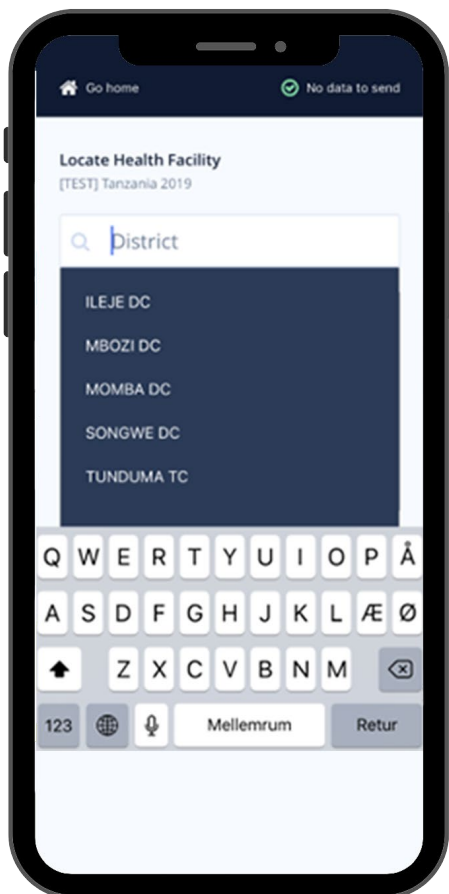 Go home
No data to send
Locate Health Facility
[TEST] Tanzania 2019
District
ILEJE DC
MBOZI DC
MOMBA DC
SONGWE DC
TUNDUMA TC
Q W E R T Y U I O P Å
A S D F G H J K L Æ Ø
Z X C V B N M
123 Mellemrum Retur